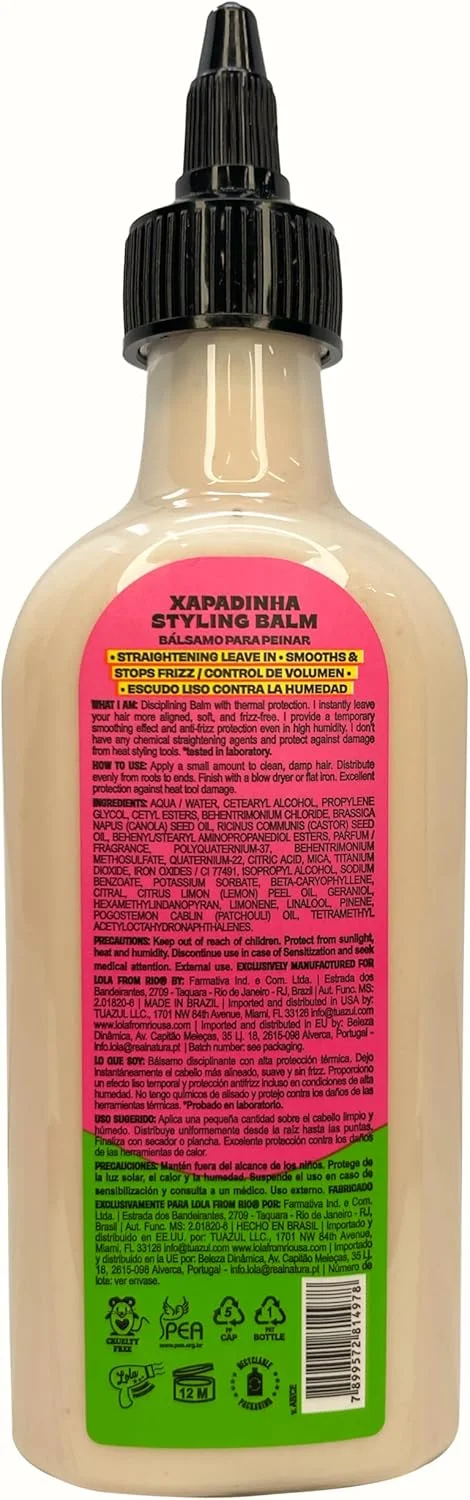 XAPADINHA
STYLING BALM
BÁLSAMO PARA PEINAR
• STRAIGHTENING LEAVE IN • SMOOTHS &
STOPS FRIZZ / CONTROL DE VOLUMEN •
• ESCUDO LISO CONTRA LA HUMEDAD
WHAT I AM: Disciplining Balm with thermal protection. I instantly leave
your hair more aligned, soft, and frizz-free. I provide a temporary
smoothing effect and anti-frizz protection even in high humidity. I don't
have any chemical straightening agents and protect against damage
from heat styling tools. *tested in laboratory.
HOW TO USE: Apply a small amount to clean, damp hair. Distribute
evenly from roots to ends. Finish with a blow dryer or flat iron. Excellent
protection against heat tool damage.
INGREDIENTS: AQUA / WATER, CETEARYL ALCOHOL, PROPYLENE
GLYCOL, CETYL ESTERS, BEHENTRIMONIUM CHLORIDE, BRASSICA
NAPUS (CANOLA) SEED OIL, RICINUS COMMUNIS (CASTOR) SEED
OIL, BEHENYL/STEARYL AMINOPROPANEDIOL ESTERS, PARFUM /
FRAGRANCE, POLYQUATERNIUM-37, BEHENTRIMONIUM
METHOSULFATE, QUATERNIUM-22, CITRIC ACID, MICA, TITANIUM
DIOXIDE, IRON OXIDES / CI 77491, ISOPROPYL ALCOHOL, SODIUM
BENZOATE, POTASSIUM SORBATE, BETA-CARYOPHYLLENE,
CITRAL, CITRUS LIMON (LEMON) PEEL OIL, GERANIOL,
HEXAMETHYLINDANOPYRAN, LIMONENE, LINALOOL, PINENE,
POGOSTEMON CABLIN (PATCHOULI) OIL, TETRAMETHYL
ACETYLOCTAHYDRONAPHTHALENES.
PRECAUTIONS: Keep out of reach of children. Protect from sunlight,
heat and humidity. Discontinue use in case of Sensitization and seek
medical attention. External use. EXCLUSIVELY MANUFACTURED FOR
LOLA FROM RIO® BY: Farmativa Ind. e Com. Ltda. | Estrada dos
Bandeirantes, 2709 - Taquara - Rio de Janeiro - RJ, Brazil | Aut. Func. MS:
2.01820-6 | MADE IN BRAZIL | Imported and distributed in USA by:
TUAZUL LLC., 1701 NW 84th Avenue, Miami, FL 33126 info@tuazul.com
www.lolafromriousa.com | Imported and distributed in EU by: Beleza
Dinâmica, Av. Capitão Meleças, 35 Lj. 18, 2615-098 Alverca, Portugal -
info.lola@realnatura.pt | Batch number: see packaging.
LO QUE SOY: Bálsamo disciplinante con alta protección térmica. Dejo
instantáneamente el cabello más alineado, suave y sin frizz. Proporciono
un efecto liso temporal y protección antifrizz incluso en condiciones de alta
humedad. No tengo químicos de alisado y protejo contra los daños de las
herramientas térmicas. *Probado en laboratorio.
USO SUGERIDO: Aplica una pequeña cantidad sobre el cabello limpio y
húmedo. Distribuye uniformemente desde la raíz hasta las puntas.
Finaliza con secador o plancha. Excelente protección contra los daños
de las herramientas de calor.
PRECAUCIONES: Mantén fuera del alcance de los niños. Protege de
la luz solar, el calor y la humedad. Suspende el uso en caso de
sensibilización y consulta a un médico. Uso externo. FABRICADO
EXCLUSIVAMENTE PARA LOLA FROM RIO® POR: Farmativa Ind. e Com.
Ltda. | Estrada dos Bandeirantes, 2709 - Taquara - Rio de Janeiro - RJ,
Brasil | Aut. Func. MS: 2.01820-6 | HECHO EN BRASIL | Importado y
distribuido en EE.UU. por: TUAZUL LLC., 1701 NW 84th Avenue,
Miami, FL 33126 info@tuazul.com www.lolafromriousa.com | Importado
y distribuido en la UE por: Beleza Dinâmica, Av. Capitão Meleças, 35 Lj.
18, 2615-098 Alverca, Portugal - info.lola@realnatura.pt | Número de
lote: ver envase.
CRUELTY
FREE
PEA
www.pea.org.br
5
PP
CAP
1
PET
BOTTLE
Lola
12 M
RECYCLABLE
PACKAGING
V. AB/CE
7 899572 814978